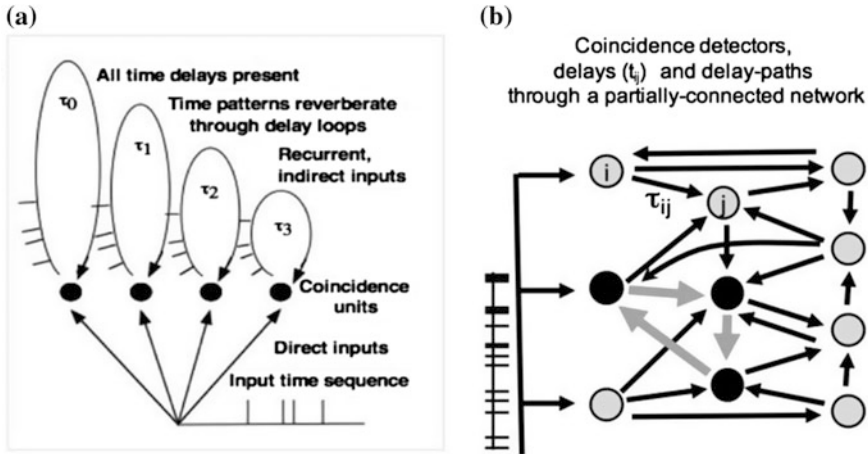 (a)
All time delays present
Time patterns reverberate
through delay loops
Recurrent,
indirect inputs
τ0
τ1
τ2
τ3
Coincidence
units
Direct inputs
Input time sequence
(b)
Coincidence detectors,
delays (tij) and delay-paths
through a partially-connected network
i
τij
j